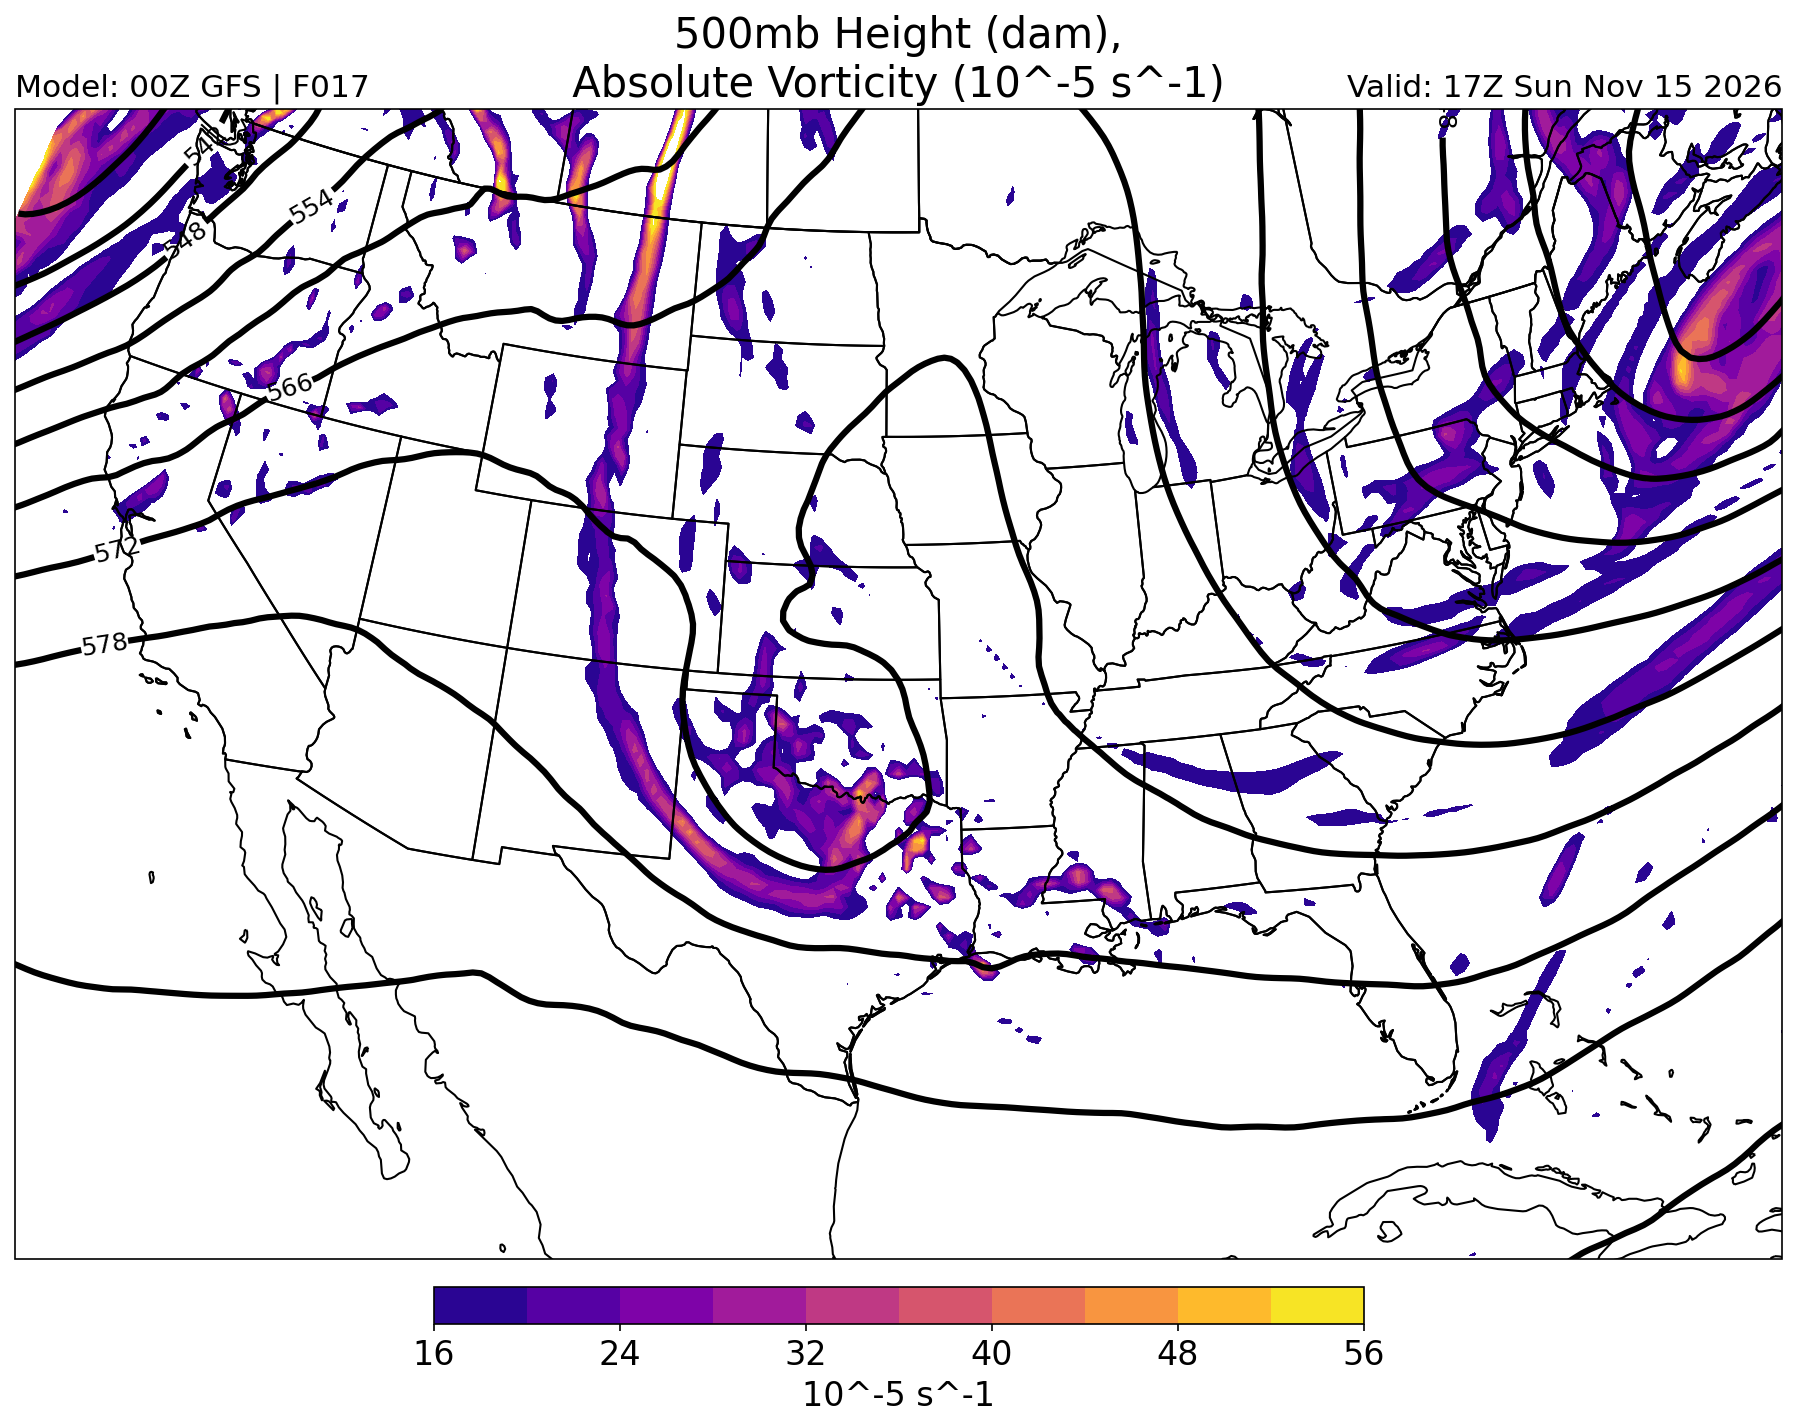 500mb Height (dam),
Model: 00Z GFS | F017
Absolute Vorticity (10^-5 s^-1)
Valid: 17Z Sun Nov 15 2026
554
548
566
572
578
16 24 32 40 48 56
10^-5 s^-1